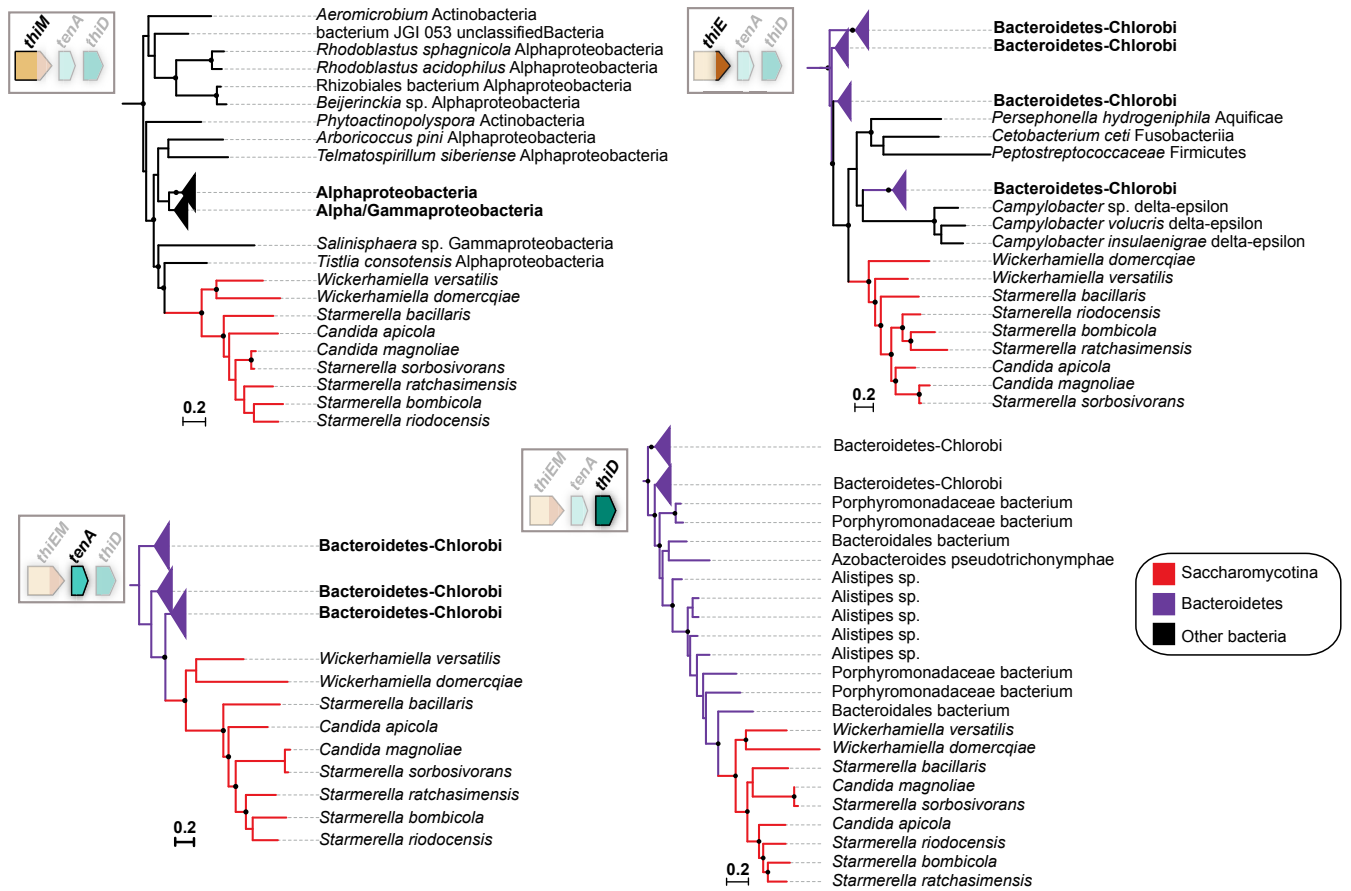 thiM
tenA
thiD
Aeromicrobium Actinobacteria
bacterium JGI 053 unclassifiedBacteria
Rhodoblastus sphagnicola Alphaproteobacteria
Rhodoblastus acidophilus Alphaproteobacteria
Rhizobiales bacterium Alphaproteobacteria
Beijerinckia sp. Alphaproteobacteria
Phytoactinopolyspora Actinobacteria
Arboricoccus pini Alphaproteobacteria
Telmatospirillum siberiense Alphaproteobacteria
Alphaproteobacteria
Alpha/Gammaproteobacteria
Salinisphaera sp. Gammaproteobacteria
Tistlia consotensis Alphaproteobacteria
Wickerhamiella versatilis
Wickerhamiella domercqiae
Starmerella bacillaris
Candida apicola
Candida magnoliae
Starnerella sorbosivorans
Starmerella ratchasimensis
Starmerella bombicola
Starmerella riodocensis
0.2
thiE
tenA
thiD
Bacteroidetes-Chlorobi
Bacteroidetes-Chlorobi
Bacteroidetes-Chlorobi
Persephonella hydrogeniphila Aquificae
Cetobacterium ceti Fusobacteriia
Peptostreptococcaceae Firmicutes
Bacteroidetes-Chlorobi
Campylobacter sp. delta-epsilon
Campylobacter volucris delta-epsilon
Campylobacter insulaenigrae delta-epsilon
Wickerhamiella domercqiae
Wickerhamiella versatilis
Starmerella bacillaris
Starnerella riodocensis
Starmerella bombicola
Starmerella ratchasimensis
Candida apicola
Candida magnoliae
Starmerella sorbosivorans
0.2
thiEM
tenA
thiD
Bacteroidetes-Chlorobi
Bacteroidetes-Chlorobi
Bacteroidetes-Chlorobi
Wickerhamiella versatilis
Wickerhamiella domercqiae
Starmerella bacillaris
Candida apicola
Candida magnoliae
Starmerella sorbosivorans
Starmerella ratchasimensis
Starmerella bombicola
Starmerella riodocensis
0.2
thiEM
tenA
thiD
Bacteroidetes-Chlorobi
Bacteroidetes-Chlorobi
Porphyromonadaceae bacterium
Porphyromonadaceae bacterium
Bacteroidales bacterium
Azobacteroides pseudotrichonymphae
Alistipes sp.
Alistipes sp.
Alistipes sp.
Alistipes sp.
Alistipes sp.
Porphyromonadaceae bacterium
Porphyromonadaceae bacterium
Bacteroidales bacterium
Wickerhamiella versatilis
Wickerhamiella domercqiae
Starmerella bacillaris
Candida magnoliae
Starmerella sorbosivorans
Candida apicola
Starmerella riodocensis
Starmerella bombicola
Starmerella ratchasimensis
0.2
Saccharomycotina
Bacteroidetes
Other bacteria